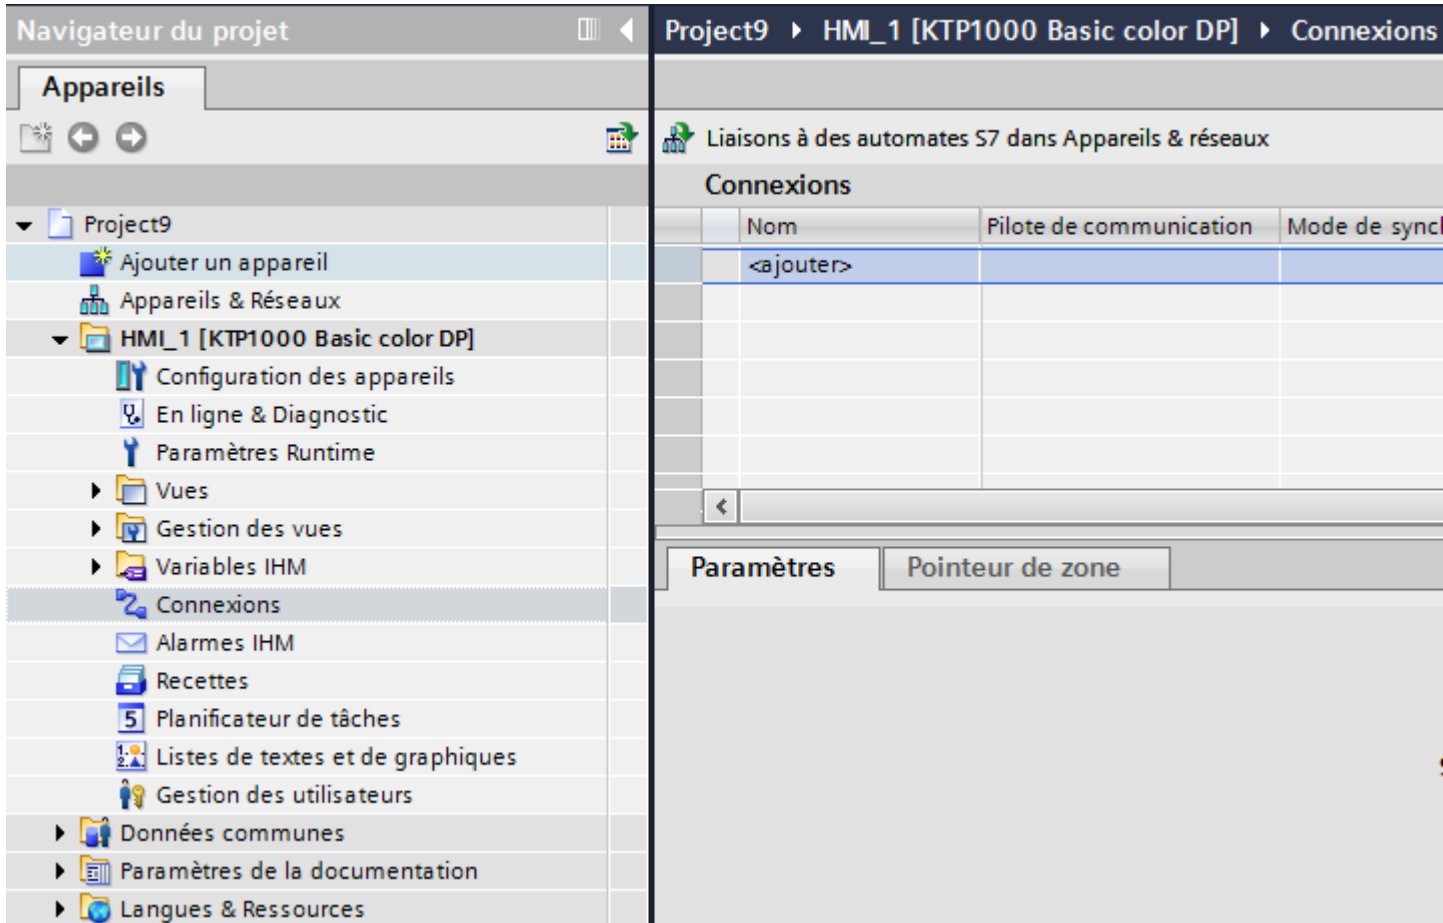 Navigateur du projet
Appareils
Project9
Ajouter un appareil
Appareils & Réseaux
HMI_1 [KTP1000 Basic color DP]
Configuration des appareils
En ligne & Diagnostic
Paramètres Runtime
Vues
Gestion des vues
Variables IHM
Connexions
Alarmes IHM
Recettes
Planificateur de tâches
Listes de textes et de graphiques
Gestion des utilisateurs
Données communes
Paramètres de la documentation
Langues & Ressources
Project9 HMI_1 [KTP1000 Basic color DP] Connexions
Liaisons à des automates S7 dans Appareils & réseaux
Connexions
Nom Pilote de communication Mode de syncl
<ajouter>
Paramètres Pointeur de zone